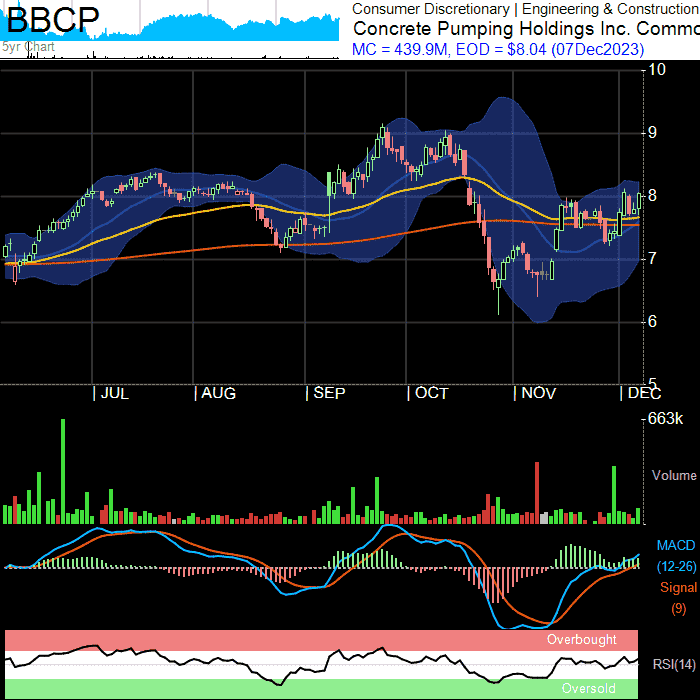 BBCP
5yr Chart
Consumer Discretionary | Engineering & Construction
Concrete Pumping Holdings Inc. Commo
MC = 439.9M, EOD = $8.04 (07Dec2023)
10
9
8
7
6
5
JUL AUG SEP OCT NOV DEC
663k
Volume
MACD
(12-26)
Signal
(9)
Overbought
RSI(14)
Oversold